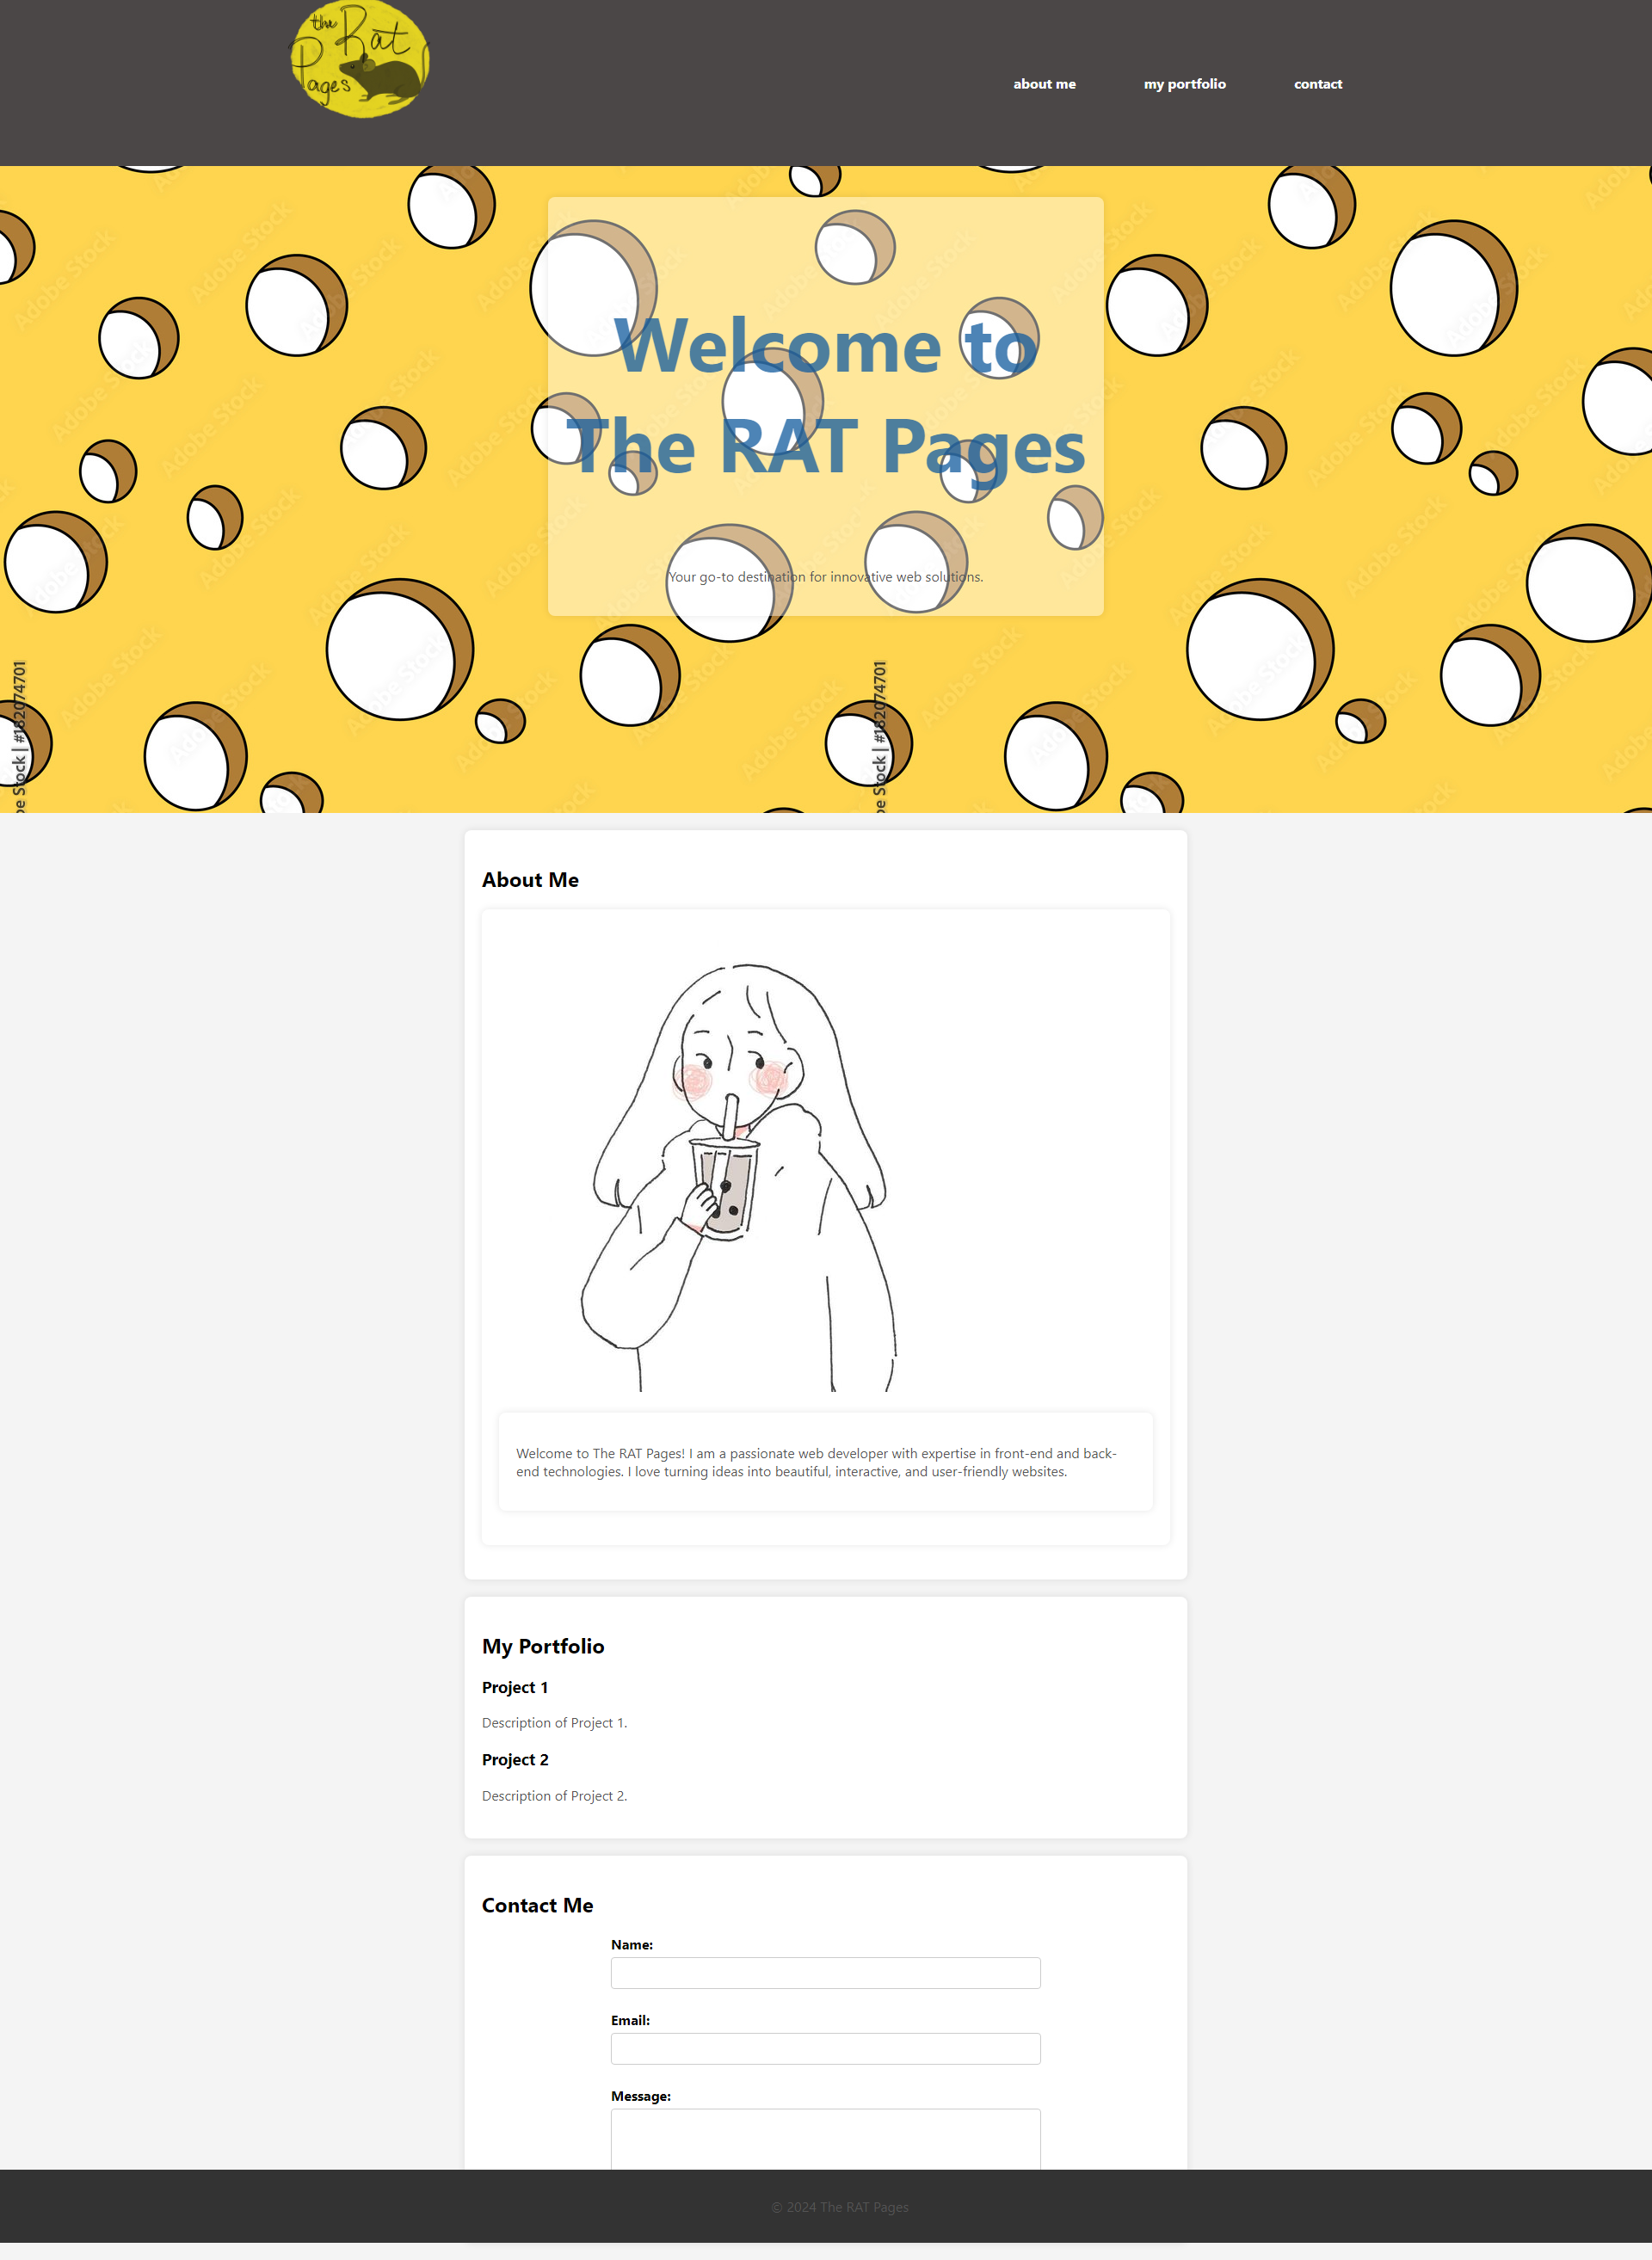 the Rat
Pages
about me
my portfolio
contact
Welcome to
The RAT Pages
Your go-to destination for innovative web solutions.
Adobe Stock
be Stock | #182074701
be Stock | #182074701
About Me
Welcome to The RAT Pages! I am a passionate web developer with expertise in front-end and back-
end technologies. I love turning ideas into beautiful, interactive, and user-friendly websites.
My Portfolio
Project 1
Description of Project 1.
Project 2
Description of Project 2.
Contact Me
Name:
Email:
Message:
© 2024 The RAT Pages